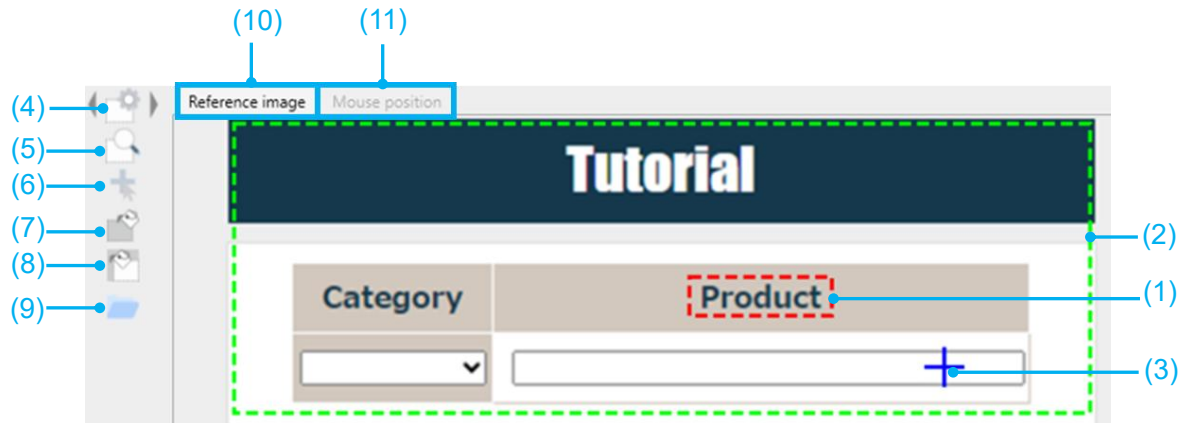 (10) (11)
(4) Reference image Mouse position
(5) Tutorial
(6)
(7)
(8) (2)
(9) Category Product (1)
(3)